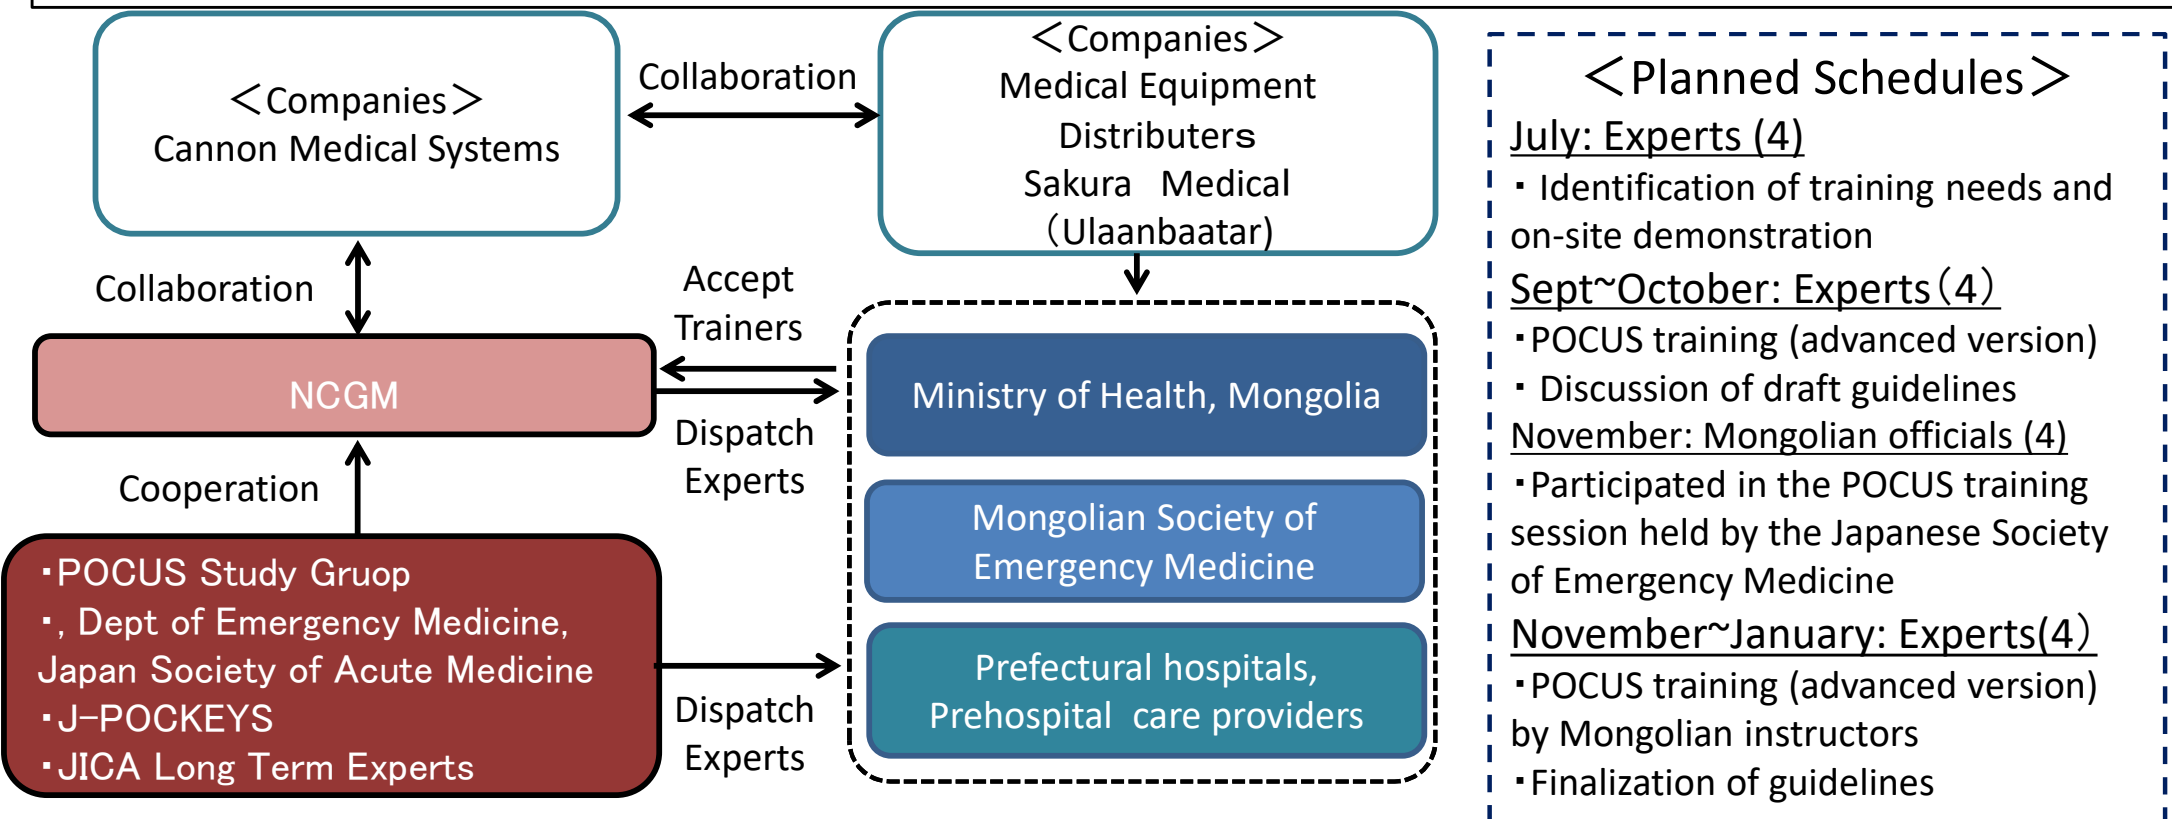 ＜Companies＞
Cannon Medical Systems
Collaboration
＜Companies＞
Medical Equipment
Distributers
Sakura Medical
（Ulaanbaatar)
Collaboration
Accept
Trainers
NCGM
Dispatch
Experts
Cooperation
・POCUS Study Gruop
・, Dept of Emergency Medicine,
Japan Society of Acute Medicine
・J-POCKEYS
・JICA Long Term Experts
Dispatch
Experts
Ministry of Health, Mongolia
Mongolian Society of
Emergency Medicine
Prefectural hospitals,
Prehospital care providers
＜Planned Schedules＞
July: Experts (4)
・Identification of training needs and
on-site demonstration
Sept~October: Experts（4）
・POCUS training (advanced version)
・Discussion of draft guidelines
November: Mongolian officials (4)
・Participated in the POCUS training
session held by the Japanese Society
of Emergency Medicine
November~January: Experts(4）
・POCUS training (advanced version)
by Mongolian instructors
・Finalization of guidelines